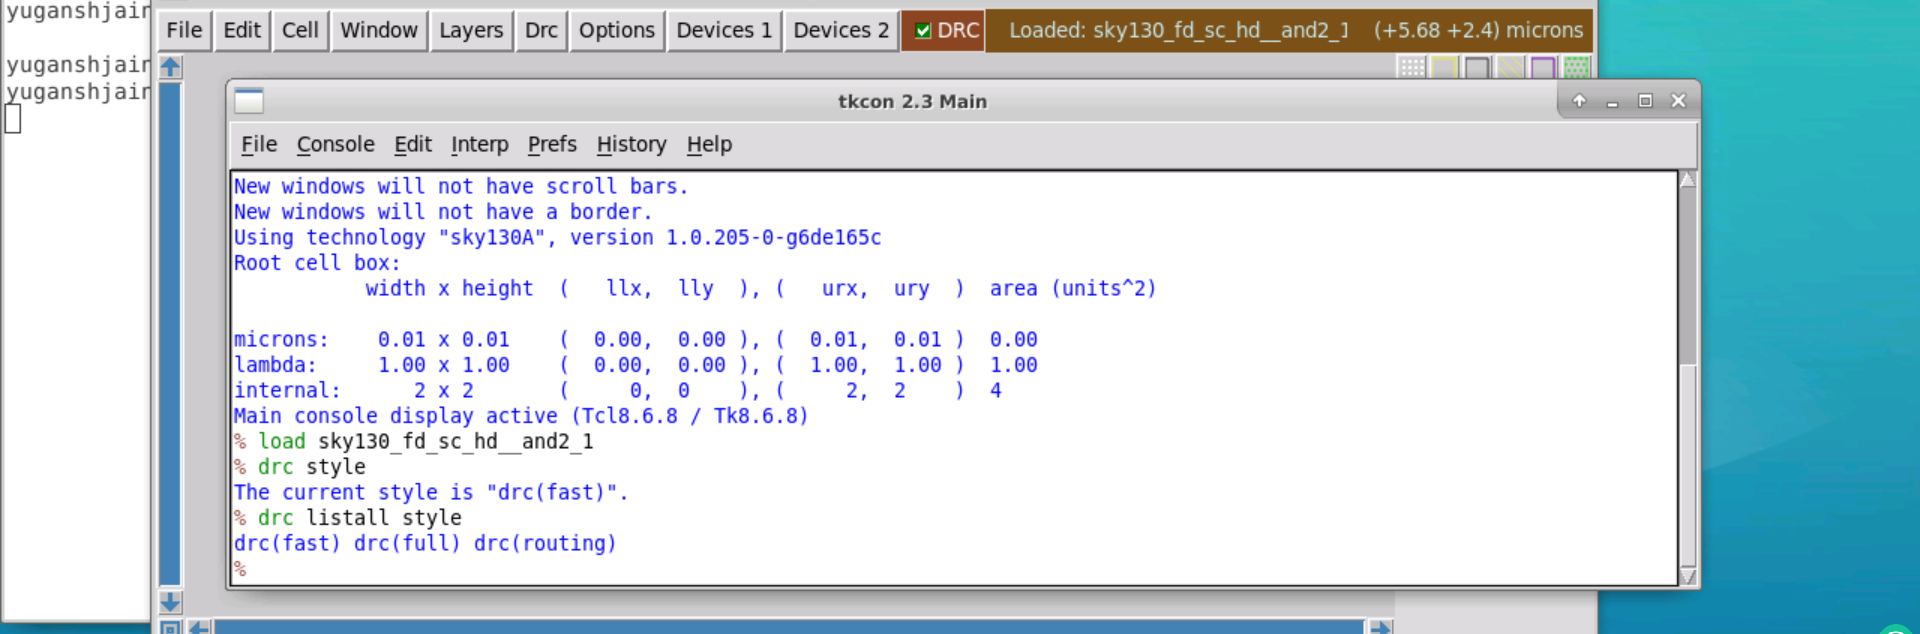 yuganshjain
yuganshjain
yuganshjain
File Edit Cell Window Layers Drc Options Devices 1 Devices 2 DRC Loaded: sky130_fd_sc_hd__and2_1 (+5.68 +2.4) microns
tkcon 2.3 Main
File Console Edit Interp Prefs History Help
New windows will not have scroll bars.
New windows will not have a border.
Using technology "sky130A", version 1.0.205-0-g6de165c
Root cell box:
width x height ( llx, lly ), ( urx, ury ) area (units^2)
microns: 0.01 x 0.01 ( 0.00, 0.00 ), ( 0.01, 0.01 ) 0.00
lambda: 1.00 x 1.00 ( 0.00, 0.00 ), ( 1.00, 1.00 ) 1.00
internal: 2 x 2 ( 0, 0 ), ( 2, 2 ) 4
Main console display active (Tcl8.6.8 / Tk8.6.8)
% load sky130_fd_sc_hd__and2_1
% drc style
The current style is "drc(fast)".
% drc listall style
drc(fast) drc(full) drc(routing)
%